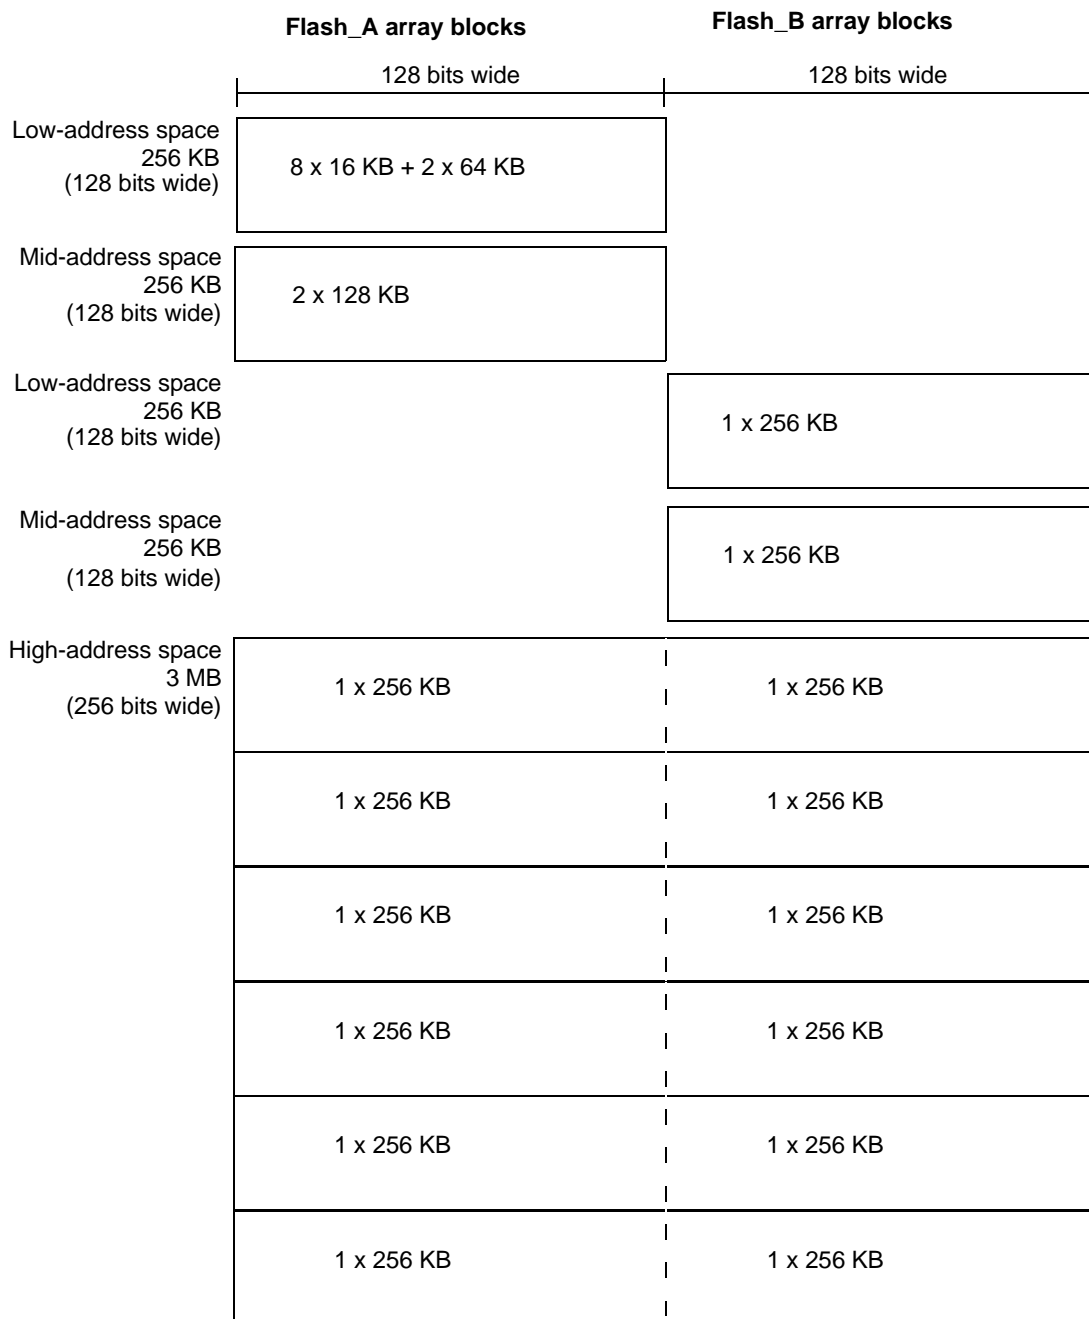 Flash_A array blocks
Flash_B array blocks
128 bits wide
128 bits wide
Low-address space
256 KB
(128 bits wide)
8 x 16 KB + 2 x 64 KB
Mid-address space
256 KB
(128 bits wide)
2 x 128 KB
Low-address space
256 KB
(128 bits wide)
1 x 256 KB
Mid-address space
256 KB
(128 bits wide)
1 x 256 KB
High-address space
3 MB
(256 bits wide)
1 x 256 KB
1 x 256 KB
1 x 256 KB
1 x 256 KB
1 x 256 KB
1 x 256 KB
1 x 256 KB
1 x 256 KB
1 x 256 KB
1 x 256 KB
1 x 256 KB
1 x 256 KB